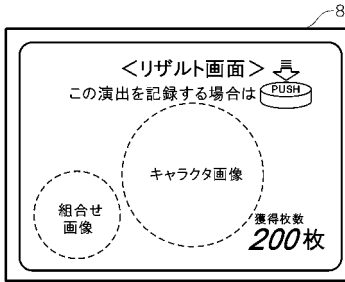 8
<リザルト画面>
この演出を記録する場合は
PUSH
キャラクタ画像
組合せ
画像
獲得枚数
200枚